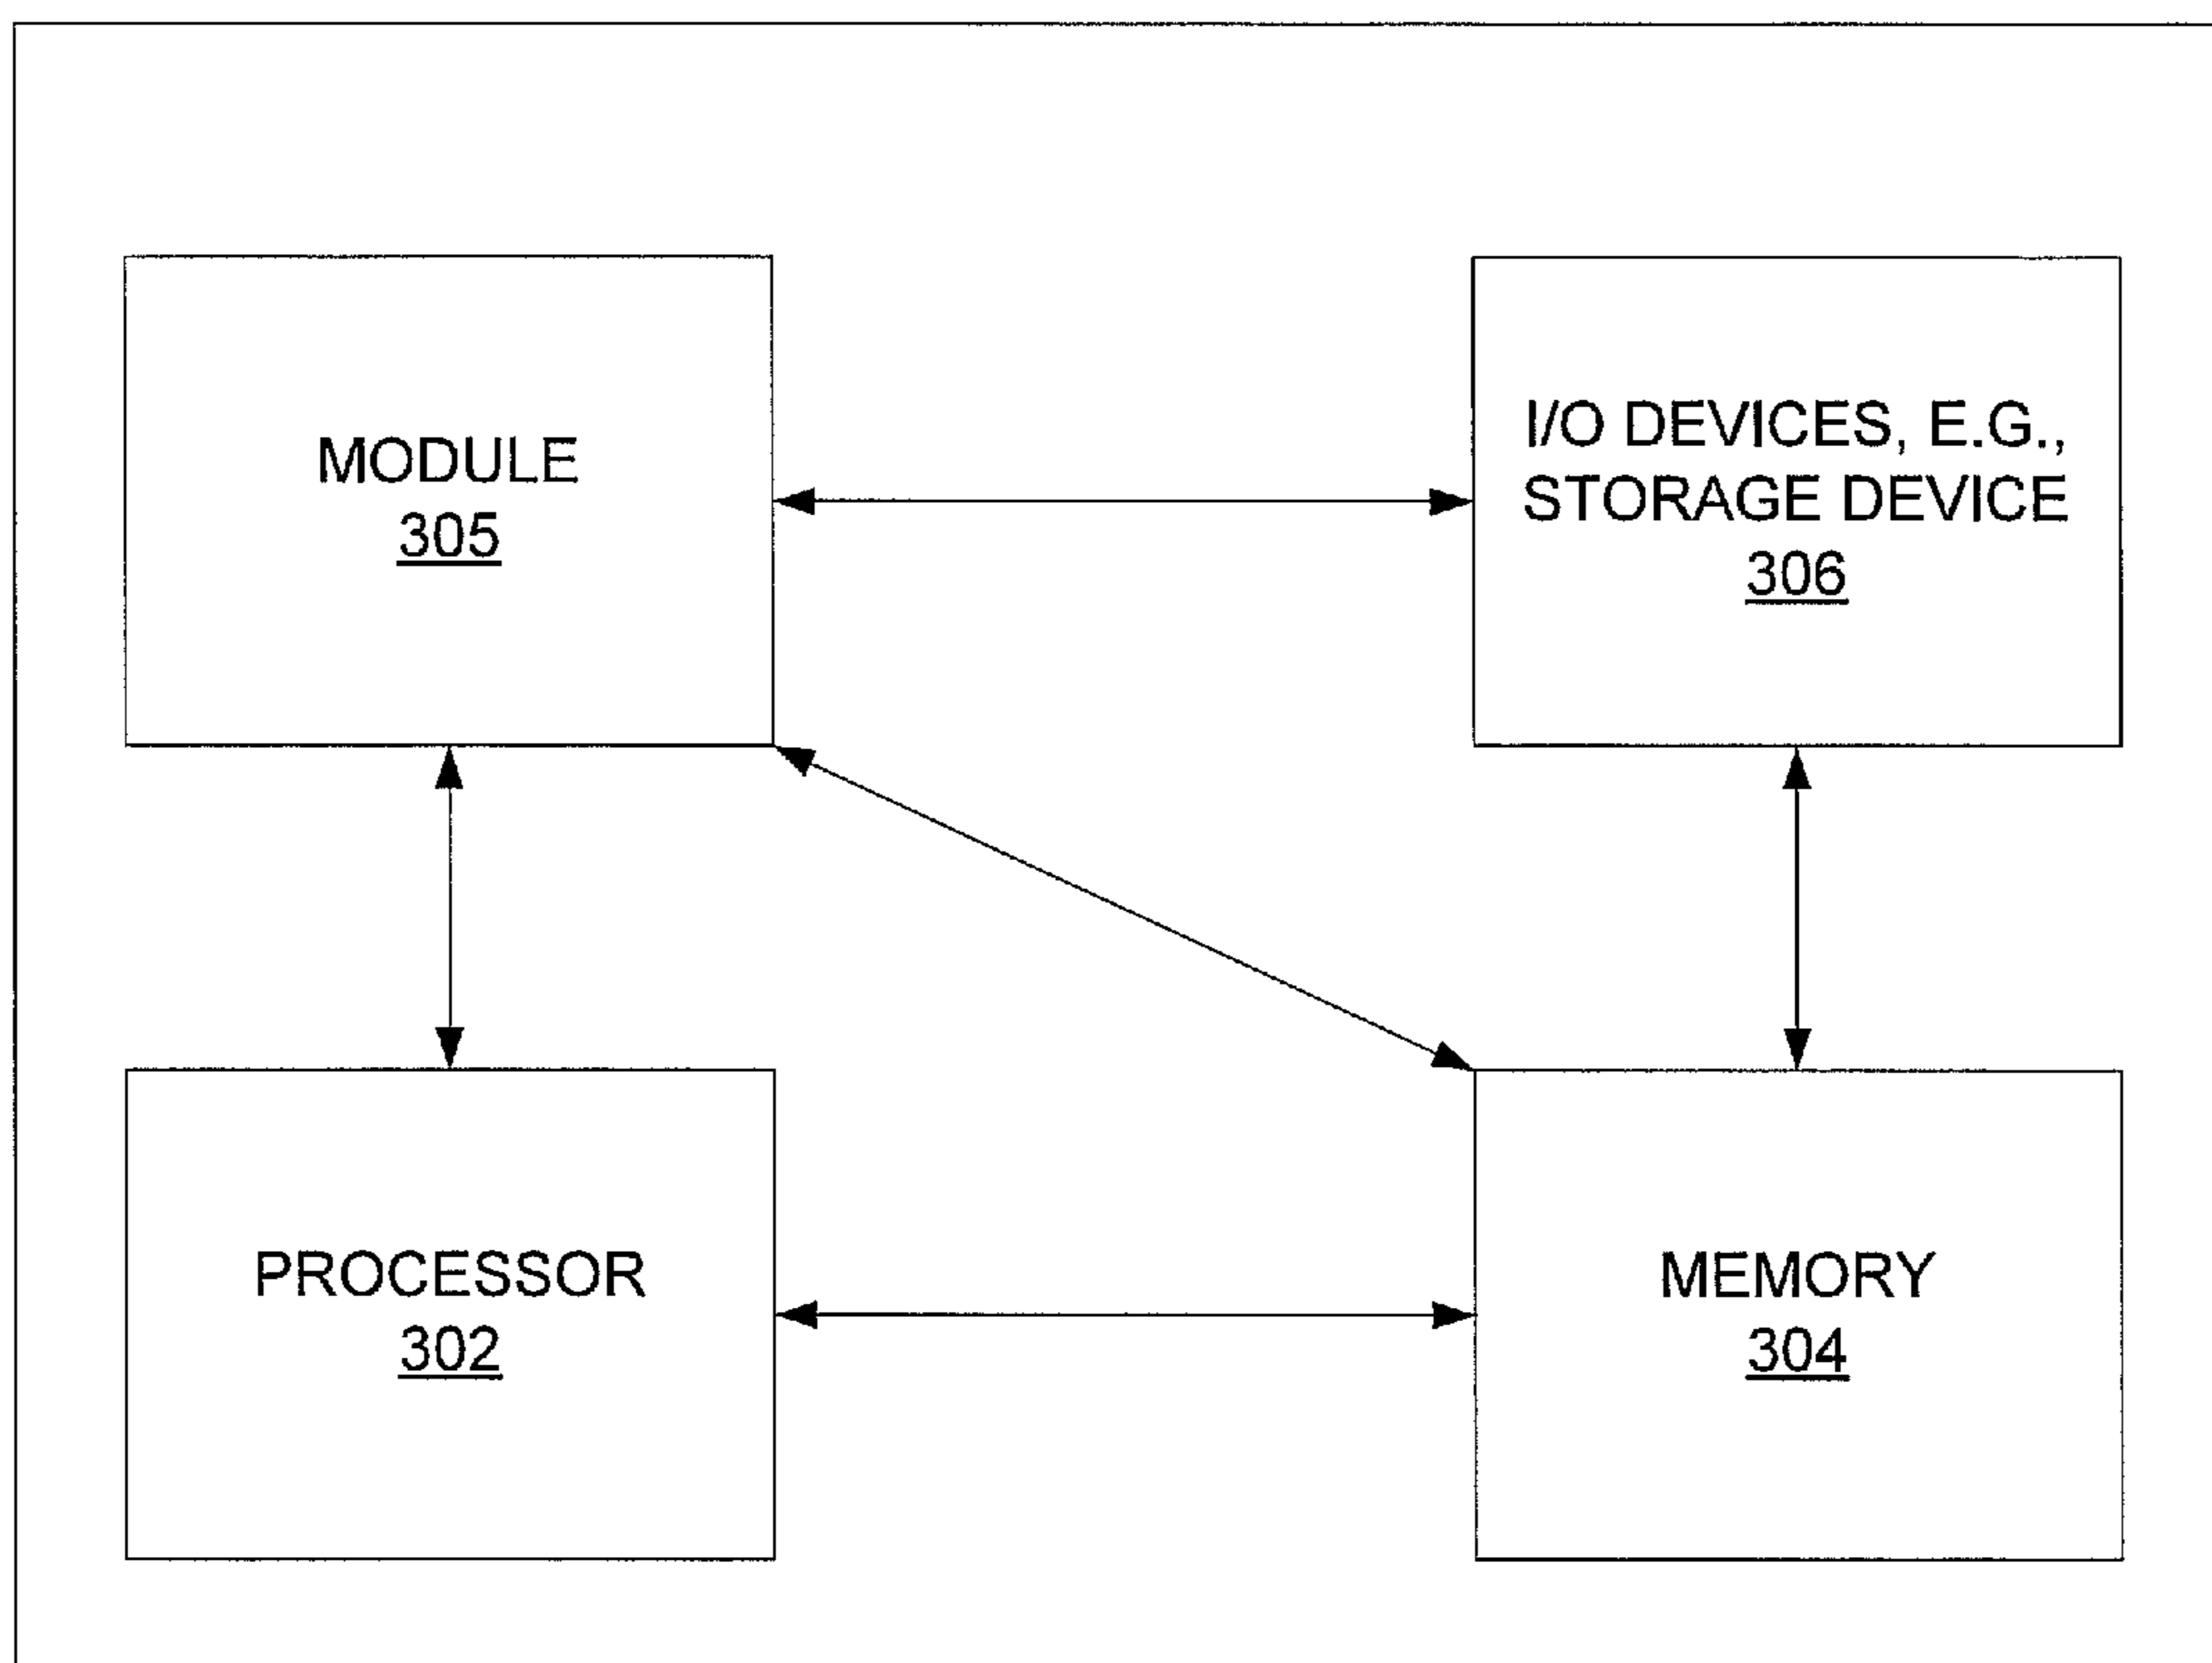 MODULE
305
I/O DEVICES, E.G.,
STORAGE DEVICE
306
PROCESSOR
302
MEMORY
304